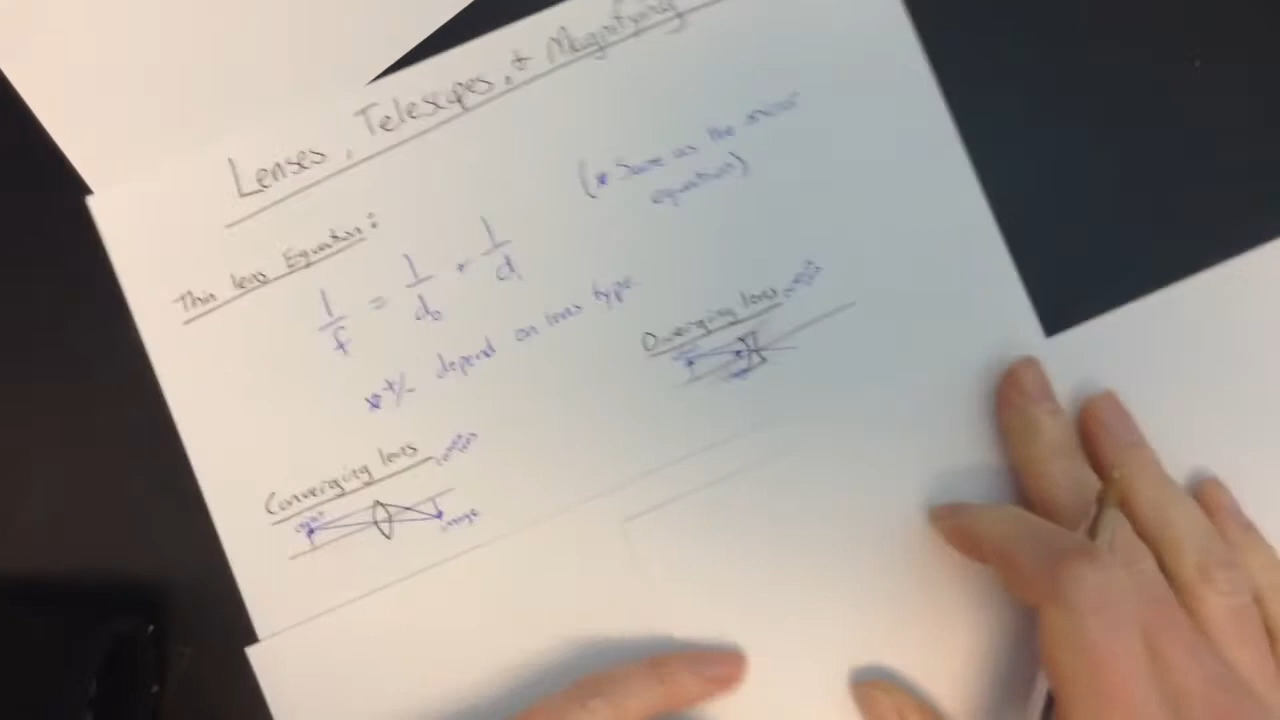 Lenses, Telescopes, + Magnifying
Thin lens Equation:
1/f = 1/do + 1/di
(* Same as the mirror
equation)
* +/- depend on lens type.
Diverging lens
Converging lens
object
image